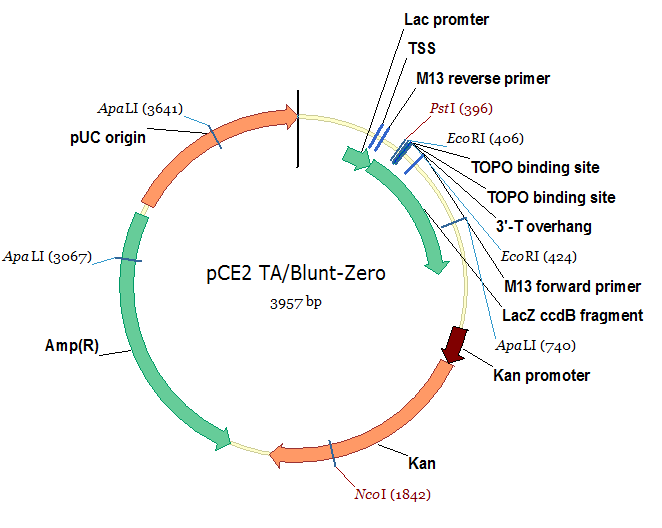 Lac promter
TSS
M13 reverse primer
PstI (396)
EcoRI (406)
TOPO binding site
TOPO binding site
3'-T overhang
EcoRI (424)
M13 forward primer
LacZ ccdB fragment
ApaLI (740)
Kan promoter
Kan
NcoI (1842)
Amp(R)
ApaLI (3067)
pUC origin
ApaLI (3641)
pCE2 TA/Blunt-Zero
3957 bp